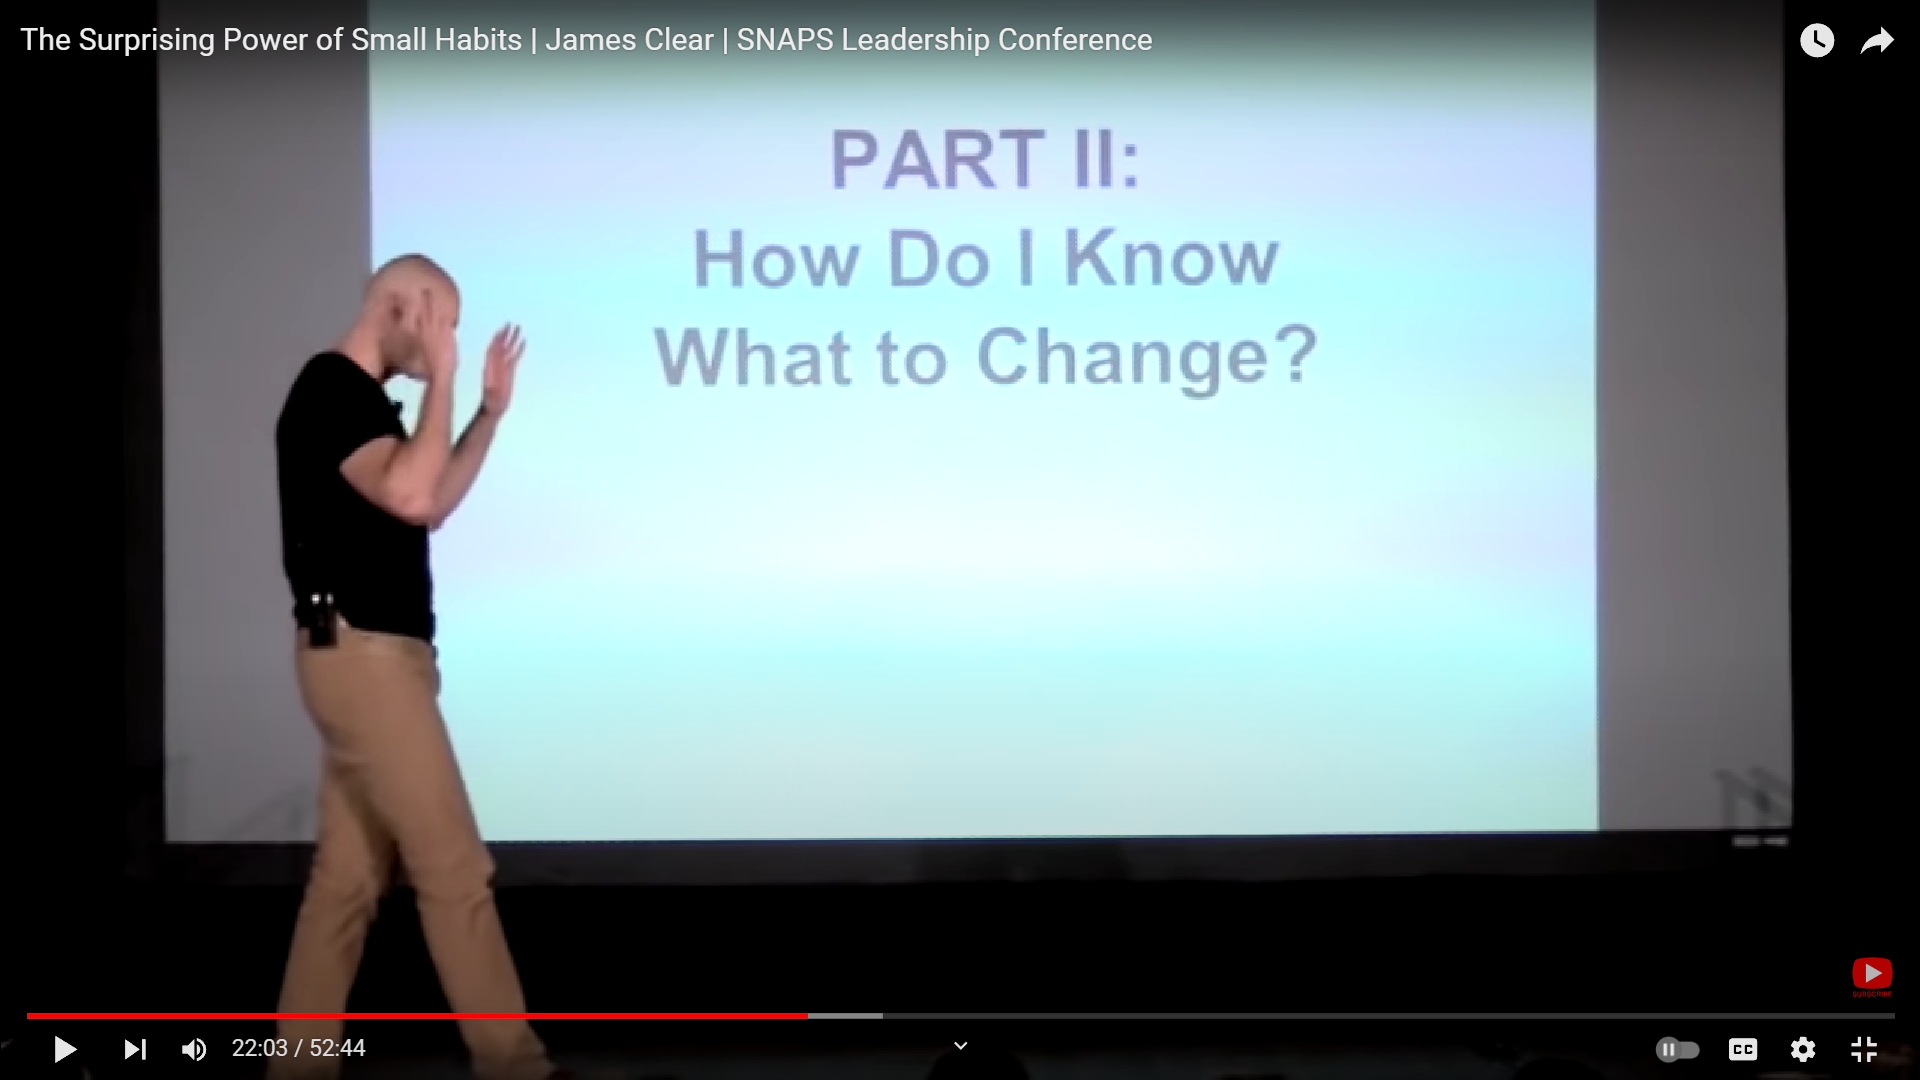 The Surprising Power of Small Habits | James Clear | SNAPS Leadership Conference
PART II:
How Do I Know
What to Change?
SUBSCRIBE
22:03 / 52:44
CC